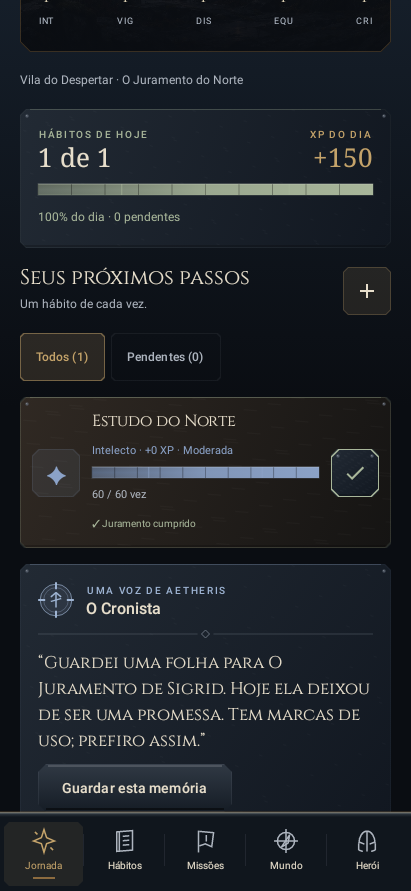 INT VIG DIS EQU CRI
Vila do Despertar · O Juramento do Norte
HÁBITOS DE HOJE XP DO DIA
1 de 1 +150
100% do dia · 0 pendentes
Seus próximos passos
Um hábito de cada vez.
Todos (1) Pendentes (0)
Estudo do Norte
Intelecto · +0 XP · Moderada
60 / 60 vez
✓Juramento cumprido
UMA VOZ DE AETHERIS
O Cronista
“Guardei uma folha para O
Juramento de Sigrid. Hoje ela deixou
de ser uma promessa. Tem marcas de
uso; prefiro assim.”
Guardar esta memória
Jornada Hábitos Missões Mundo Herói